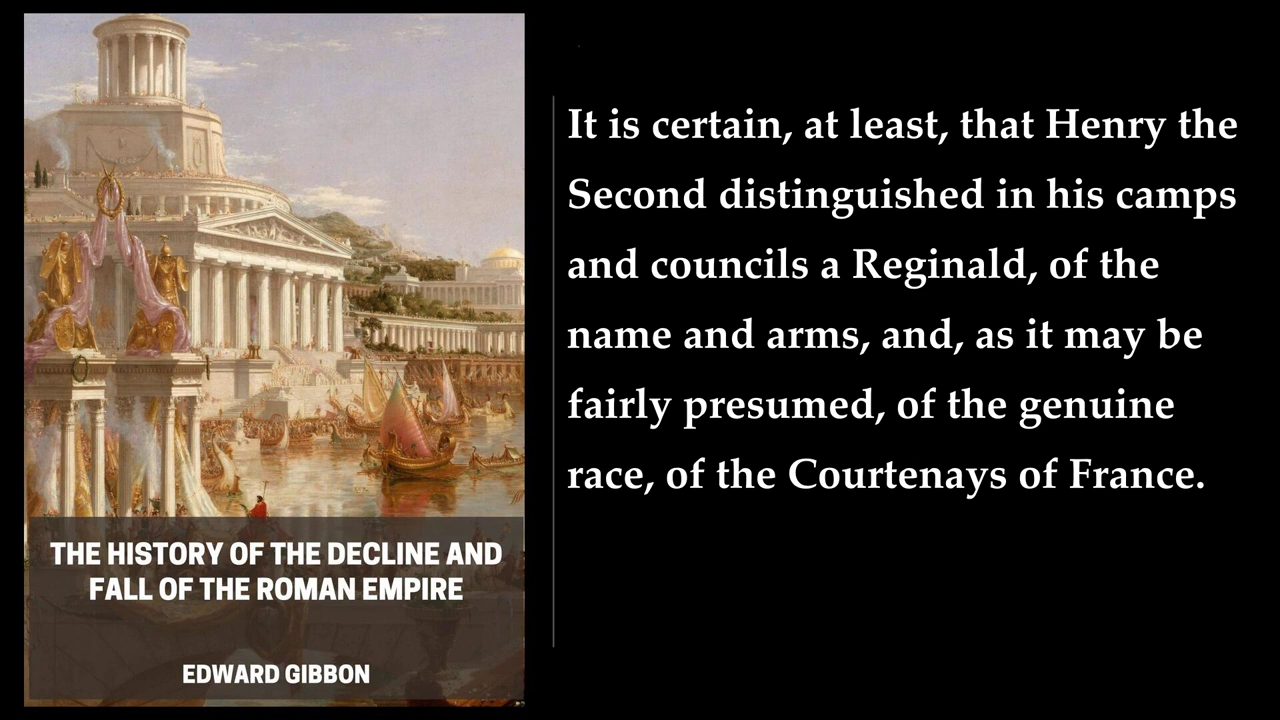 It is certain, at least, that Henry the
Second distinguished in his camps
and councils a Reginald, of the
name and arms, and, as it may be
fairly presumed, of the genuine
race, of the Courtenays of France.
THE HISTORY OF THE DECLINE AND
FALL OF THE ROMAN EMPIRE
EDWARD GIBBON